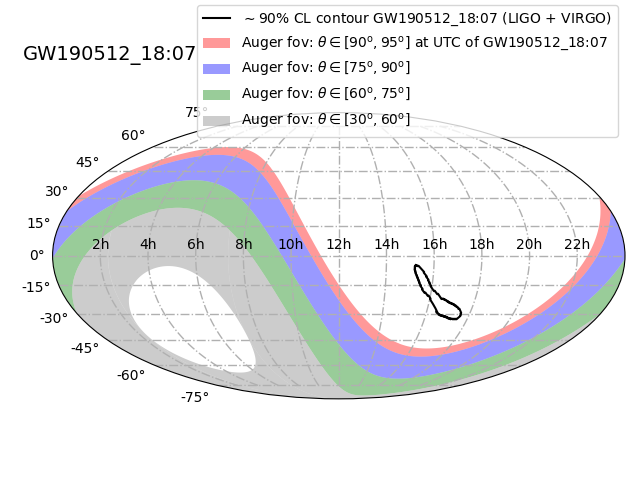 GW190512_18:07
~ 90% CL contour GW190512_18:07 (LIGO + VIRGO)
Auger fov: θ ∈ [90°, 95°] at UTC of GW190512_18:07
Auger fov: θ ∈ [75°, 90°]
Auger fov: θ ∈ [60°, 75°]
Auger fov: θ ∈ [30°, 60°]
75°
60°
45°
30°
15°
0°
-15°
-30°
-45°
-60°
-75°
2h 4h 6h 8h 10h 12h 14h 16h 18h 20h 22h